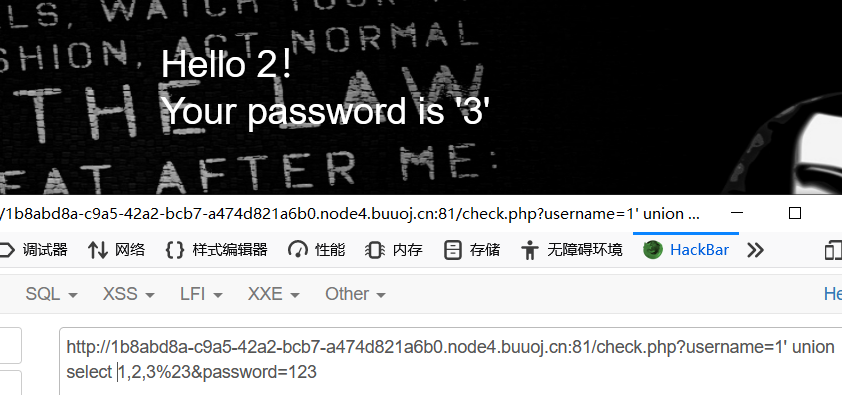 LS, WATCH YOUR
SHION, ACT NORMAL
Hello 2!
THE LAW
Your password is '3'
EAT AFTER ME:
/1b8abd8a-c9a5-42a2-bcb7-a474d821a6b0.node4.buuoj.cn:81/check.php?username=1' union ...
调试器 网络 {} 样式编辑器 性能 内存 存储 无障碍环境 HackBar
SQL XSS LFI XXE Other He
http://1b8abd8a-c9a5-42a2-bcb7-a474d821a6b0.node4.buuoj.cn:81/check.php?username=1' union
select 1,2,3%23&password=123